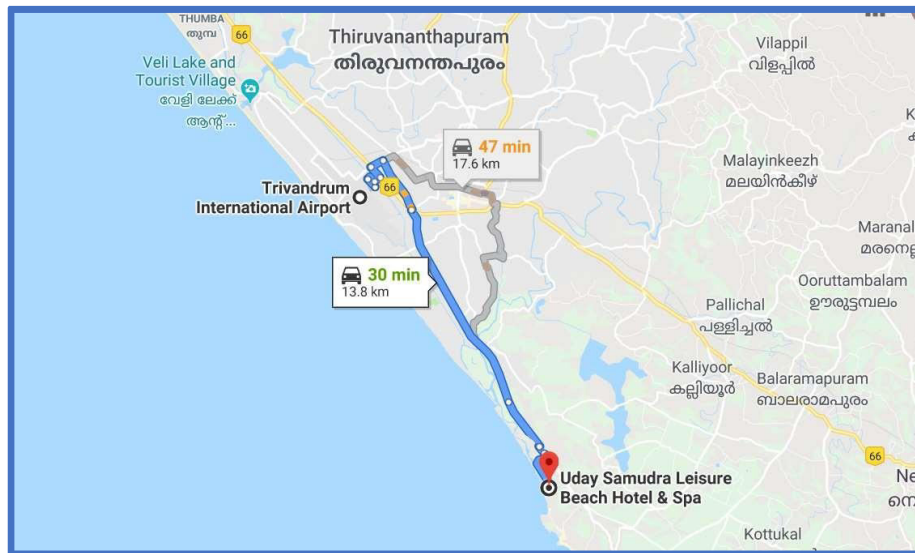 THUMBA
തുമ്പ
66
Thiruvananthapuram
തിരുവനന്തപുരം
Vilappil
വിളപ്പിൽ
Veli Lake and
Tourist Village
വേളി ലേക്ക്
ആന്റ്...
47 min
17.6 km
Malayinkeezh
മലയിൻകീഴ്
Trivandrum
International Airport
66
30 min
13.8 km
Ooruttambalam
ഊരുട്ടമ്പലം
Pallichal
പള്ളിച്ചൽ
Kalliyoor
കല്ലിയൂർ
Balaramapuram
ബാലരാമപുരം
66
Uday Samudra Leisure
Beach Hotel & Spa
Kottukal